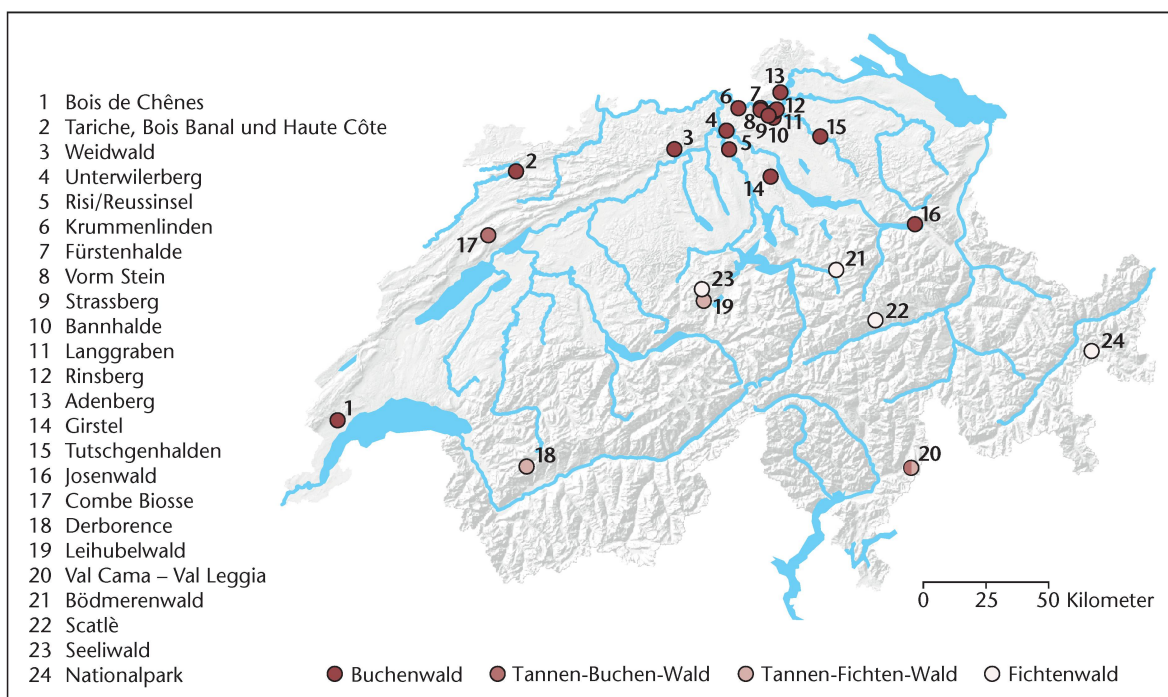 1 Bois de Chênes
2 Tariche, Bois Banal und Haute Côte
3 Weidwald
4 Unterwilerberg
5 Risi/Reussinsel
6 Krummenlinden
7 Fürstenhalde
8 Vorm Stein
9 Strassberg
10 Bannhalde
11 Langgraben
12 Rinsberg
13 Adenberg
14 Girstel
15 Tutschgenhalden
16 Josenwald
17 Combe Biosse
18 Derborence
19 Leihubelwald
20 Val Cama – Val Leggia
21 Bödmerenwald
22 Scatlè
23 Seeliwald
24 Nationalpark
13
6
7
12
4
8
9
10
11
15
3
5
2
14
16
17
21
23
19
22
24
1
18
20
0 25 50 Kilometer
Buchenwald Tannen-Buchen-Wald Tannen-Fichten-Wald Fichtenwald